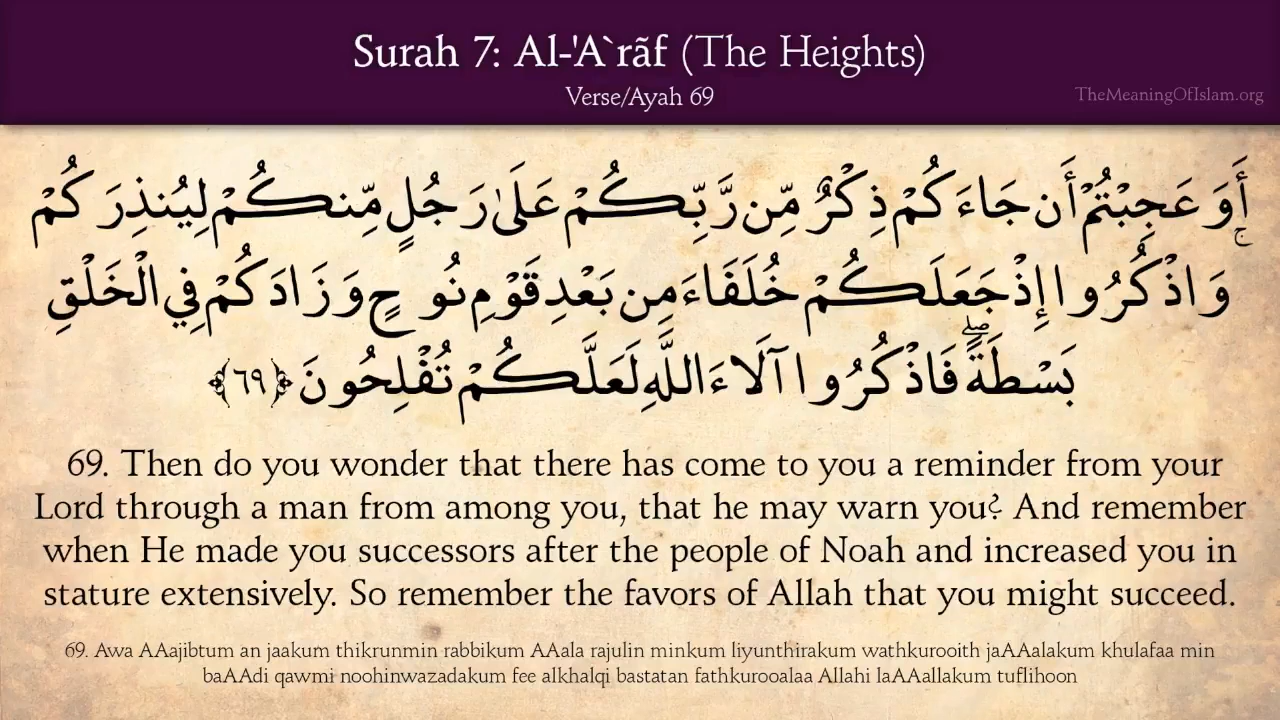 Surah 7: Al-'A`rãf (The Heights)
Verse/Ayah 69
TheMeaningOfIslam.org
أَوَعَجِبْتُمْ أَن جَاءَكُمْ ذِكْرٌ مِّن رَّبِّكُمْ عَلَىٰ رَجُلٍ مِّنكُمْ لِيُنذِرَكُمْ ۚ
وَاذْكُرُوا إِذْ جَعَلَكُمْ خُلَفَاءَ مِن بَعْدِ قَوْمِ نُوحٍ وَزَادَكُمْ فِي الْخَلْقِ
بَسْطَةً ۖ فَاذْكُرُوا آلَاءَ اللَّهِ لَعَلَّكُمْ تُفْلِحُونَ ﴿٦٩﴾
69. Then do you wonder that there has come to you a reminder from your
Lord through a man from among you, that he may warn you? And remember
when He made you successors after the people of Noah and increased you in
stature extensively. So remember the favors of Allah that you might succeed.
69. Awa AAajibtum an jaakum thikrunmin rabbikum AAala rajulin minkum liyunthirakum wathkurooith jaAAalakum khulafaa min
baAAdi qawmi noohinwazadakum fee alkhalqi bastatan fathkurooalaa Allahi laAAallakum tuflihoon